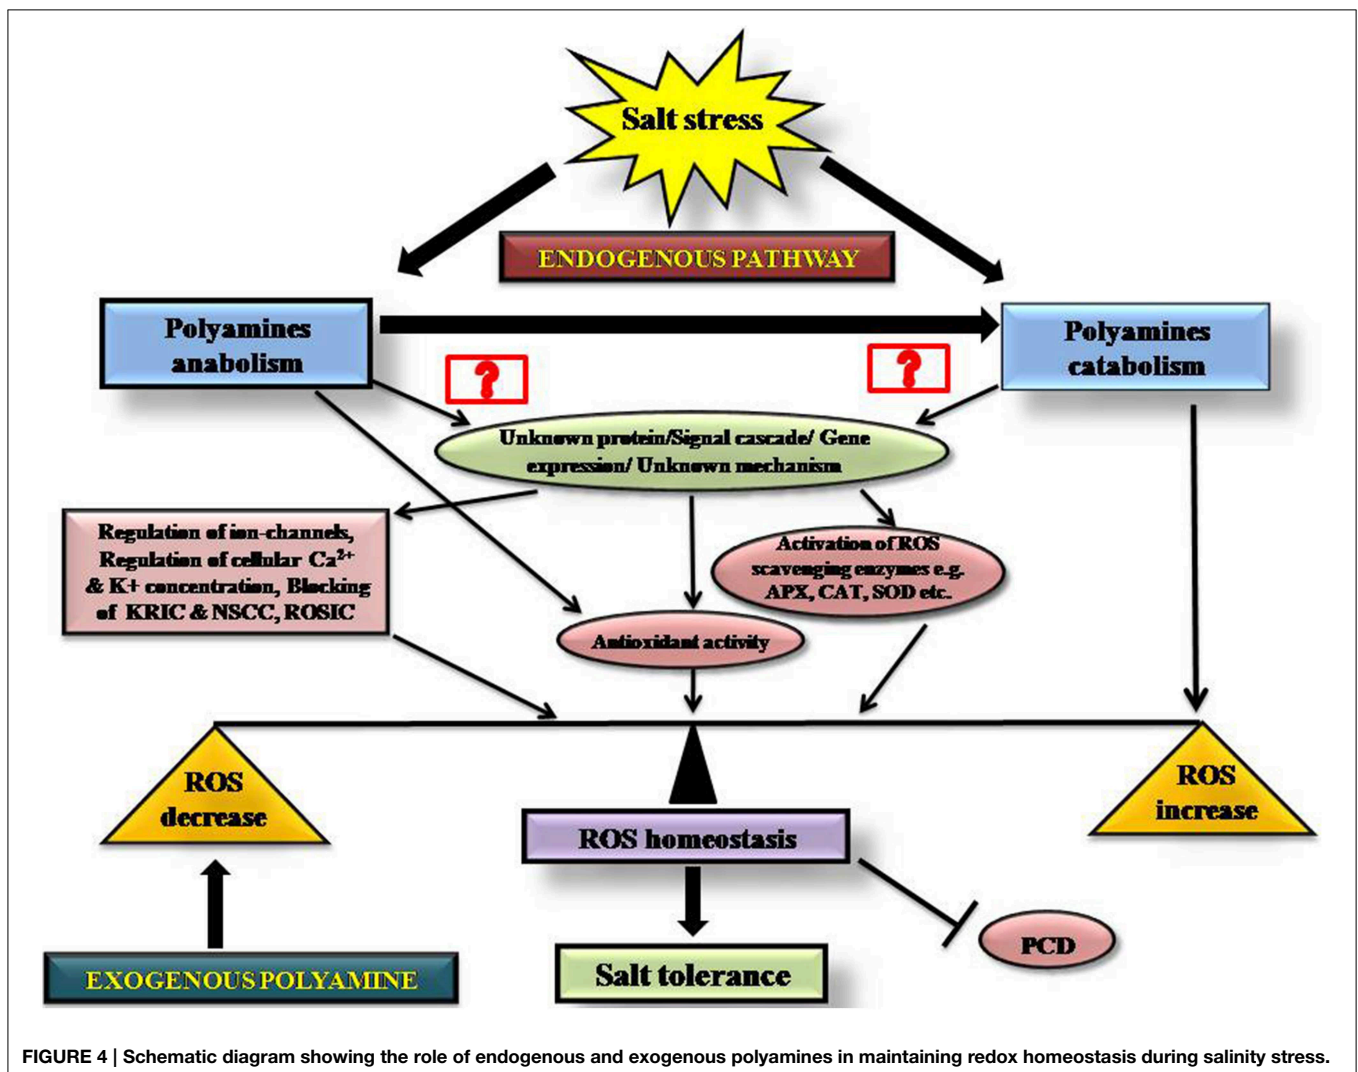 Salt stress
ENDOGENOUS PATHWAY
Polyamines
anabolism
Polyamines
catabolism
?
?
Unknown protein/Signal cascade/ Gene
expression/ Unknown mechanism
Regulation of ion-channels,
Regulation of cellular Ca²⁺
& K+ concentration, Blocking
of KRIC & NSCC, ROSIC
Activation of ROS
scavenging enzymes e.g.
APX, CAT, SOD etc.
Antioxidant activity
ROS
decrease
ROS
increase
ROS homeostasis
PCD
Salt tolerance
EXOGENOUS POLYAMINE
FIGURE 4 | Schematic diagram showing the role of endogenous and exogenous polyamines in maintaining redox homeostasis during salinity stress.